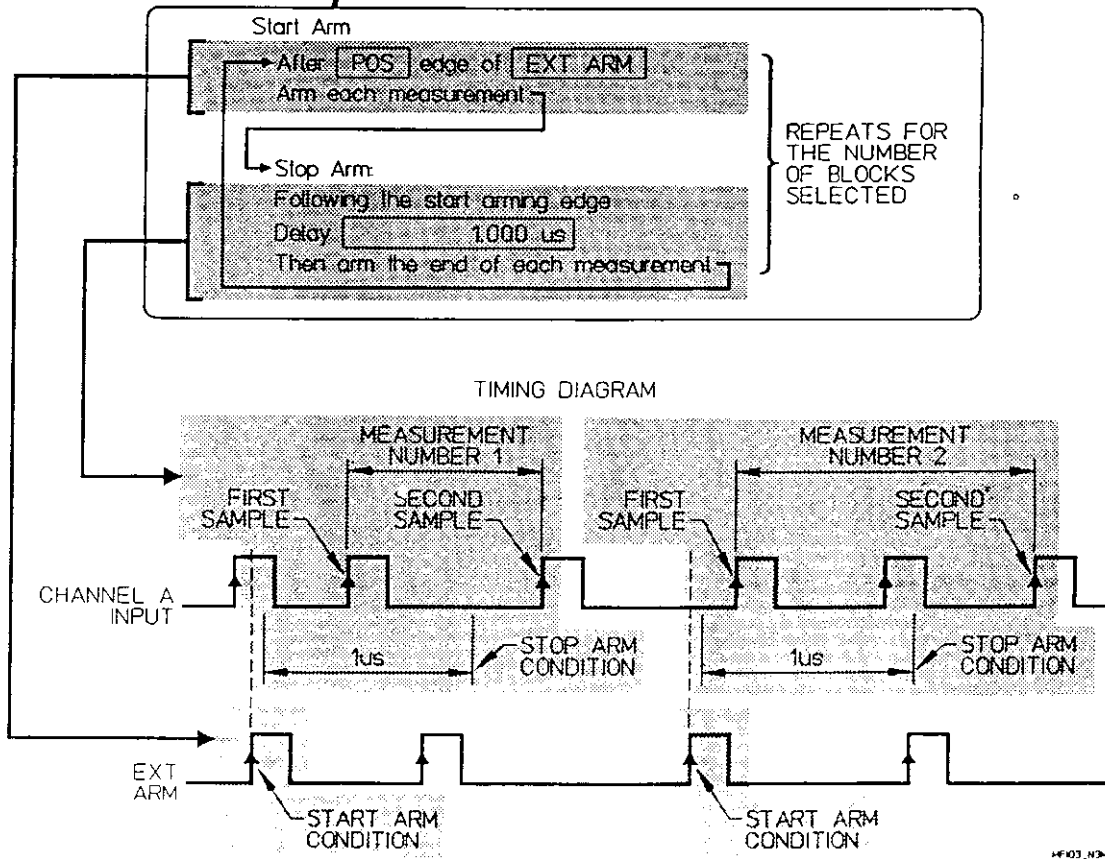 Start Arm
After POS edge of EXT ARM
Arm each measurement
Stop Arm:
Following the start arming edge
Delay 1.000 us
Then arm the end of each measurement
REPEATS FOR
THE NUMBER
OF BLOCKS
SELECTED
TIMING DIAGRAM
MEASUREMENT
NUMBER 1
MEASUREMENT
NUMBER 2
FIRST
SAMPLE
SECOND
SAMPLE
FIRST
SAMPLE
SECOND
SAMPLE
CHANNEL A
INPUT
1us
STOP ARM
CONDITION
1us
STOP ARM
CONDITION
EXT
ARM
START ARM
CONDITION
START ARM
CONDITION